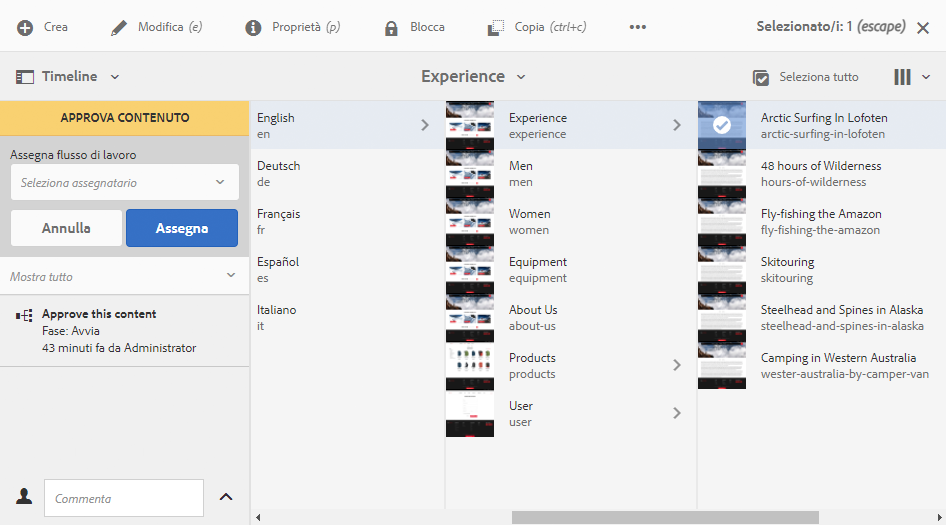 Crea
Modifica (e)
Proprietà (p)
Blocca
Copia (ctrl+c)
Selezionato/i: 1 (escape)
Timeline
Experience
Seleziona tutto
APPROVA CONTENUTO
Assegna flusso di lavoro
Seleziona assegnatario
Annulla
Assegna
Mostra tutto
Approve this content
Fase: Avvia
43 minuti fa da Administrator
Commenta
English
en
Deutsch
de
Français
fr
Español
es
Italiano
it
Experience
experience
Men
men
Women
women
Equipment
equipment
About Us
about-us
Products
products
User
user
Arctic Surfing In Lofoten
arctic-surfing-in-lofoten
48 hours of Wilderness
hours-of-wilderness
Fly-fishing the Amazon
fly-fishing-the-amazon
Skitouring
skitouring
Steelhead and Spines in Alaska
steelhead-and-spines-in-alaska
Camping in Western Australia
wester-australia-by-camper-van